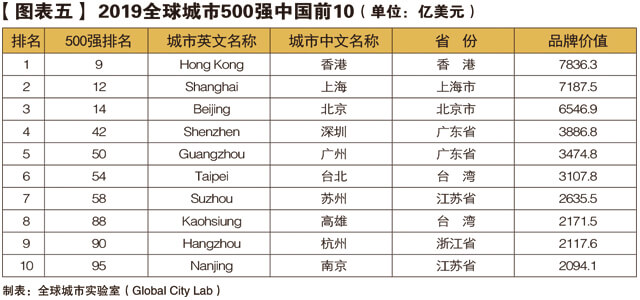 【图表五】2019全球城市500强中国前10（单位：亿美元）
排名 500强排名 城市英文名称 城市中文名称 省 份 品牌价值
1 9 Hong Kong 香港 香 港 7836.3
2 12 Shanghai 上海 上海市 7187.5
3 14 Beijing 北京 北京市 6546.9
4 42 Shenzhen 深圳 广东省 3886.8
5 50 Guangzhou 广州 广东省 3474.8
6 54 Taipei 台北 台 湾 3107.8
7 58 Suzhou 苏州 江苏省 2635.5
8 88 Kaohsiung 高雄 台 湾 2171.5
9 90 Hangzhou 杭州 浙江省 2117.6
10 95 Nanjing 南京 江苏省 2094.1
制表：全球城市实验室（Global City Lab）